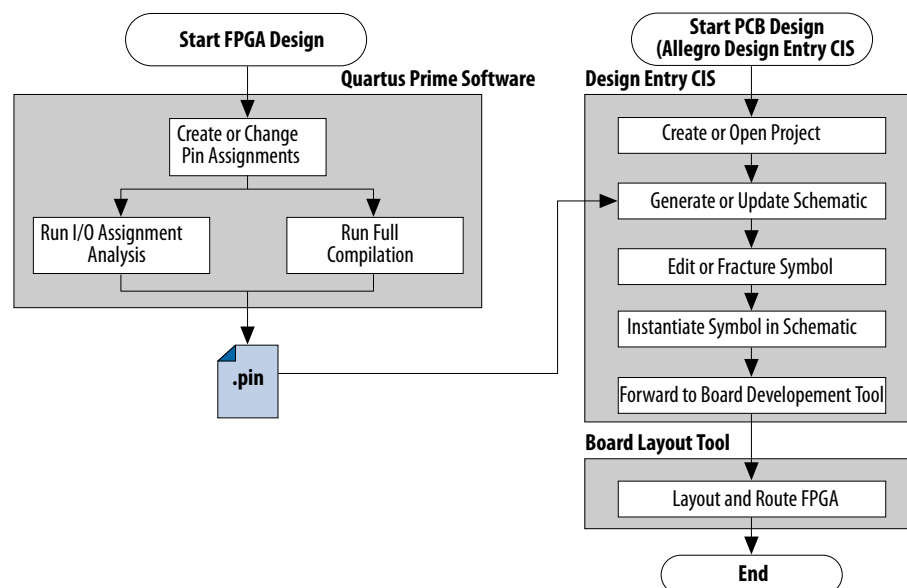 Start FPGA Design
Quartus Prime Software
Create or Change
Pin Assignments
Run I/O Assignment
Analysis
Run Full
Compilation
.pin
Start PCB Design
(Allegro Design Entry CIS
Design Entry CIS
Create or Open Project
Generate or Update Schematic
Edit or Fracture Symbol
Instantiate Symbol in Schematic
Forward to Board Developement Tool
Board Layout Tool
Layout and Route FPGA
End